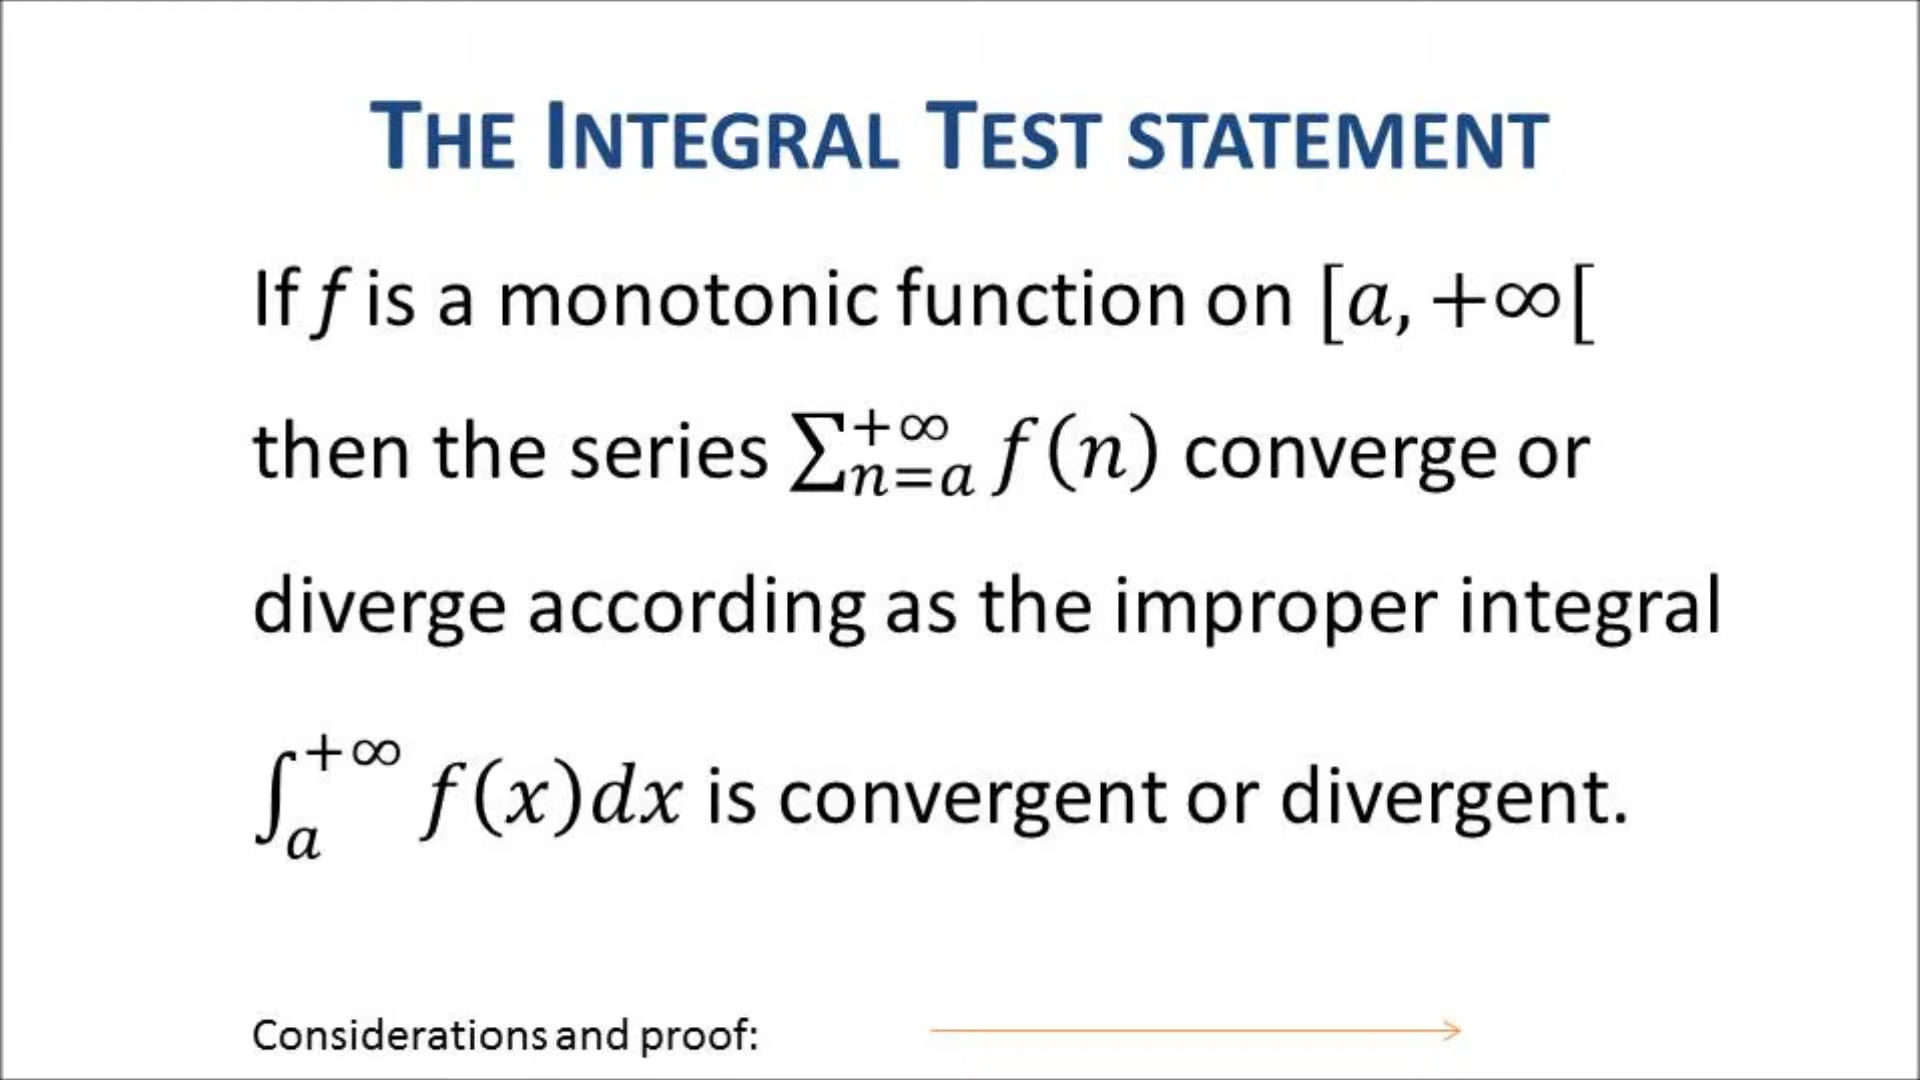 THE INTEGRAL TEST STATEMENT
If f is a monotonic function on [a, +∞[
then the series ∑_{n=a}^{+∞} f(n) converge or
diverge according as the improper integral
∫_a^{+∞} f(x)dx is convergent or divergent.
Considerations and proof: